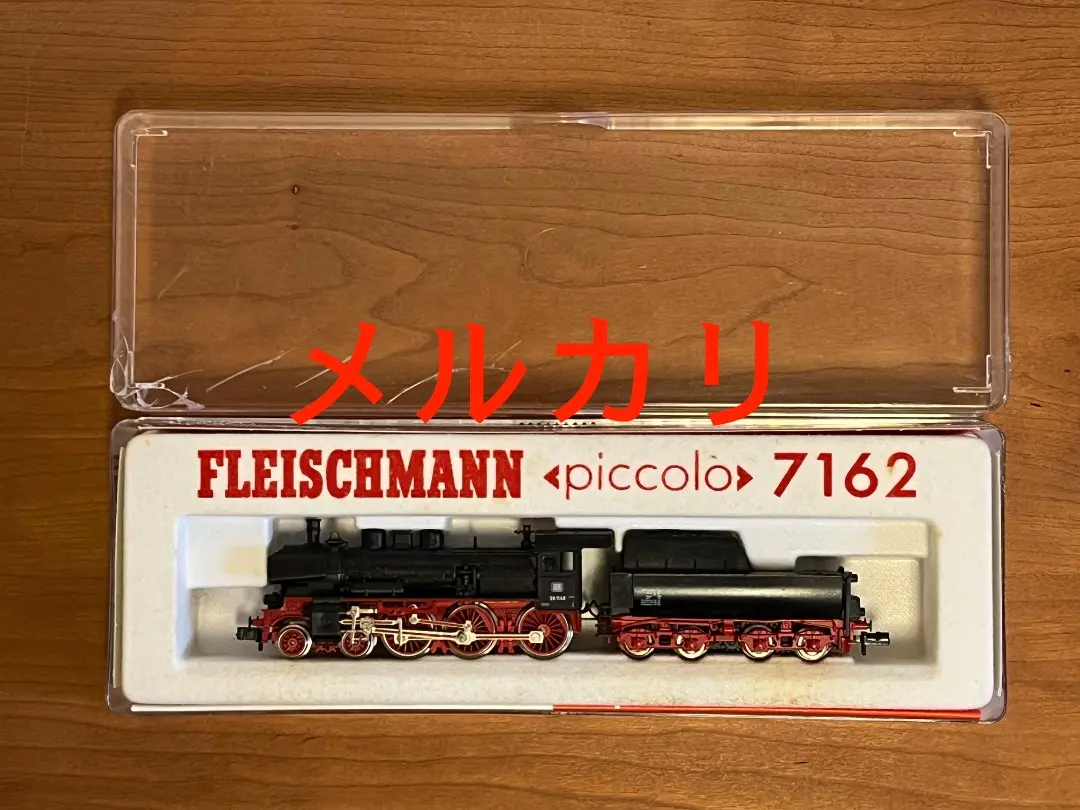 メルカリ
FLEISCHMANN <piccolo> 7162